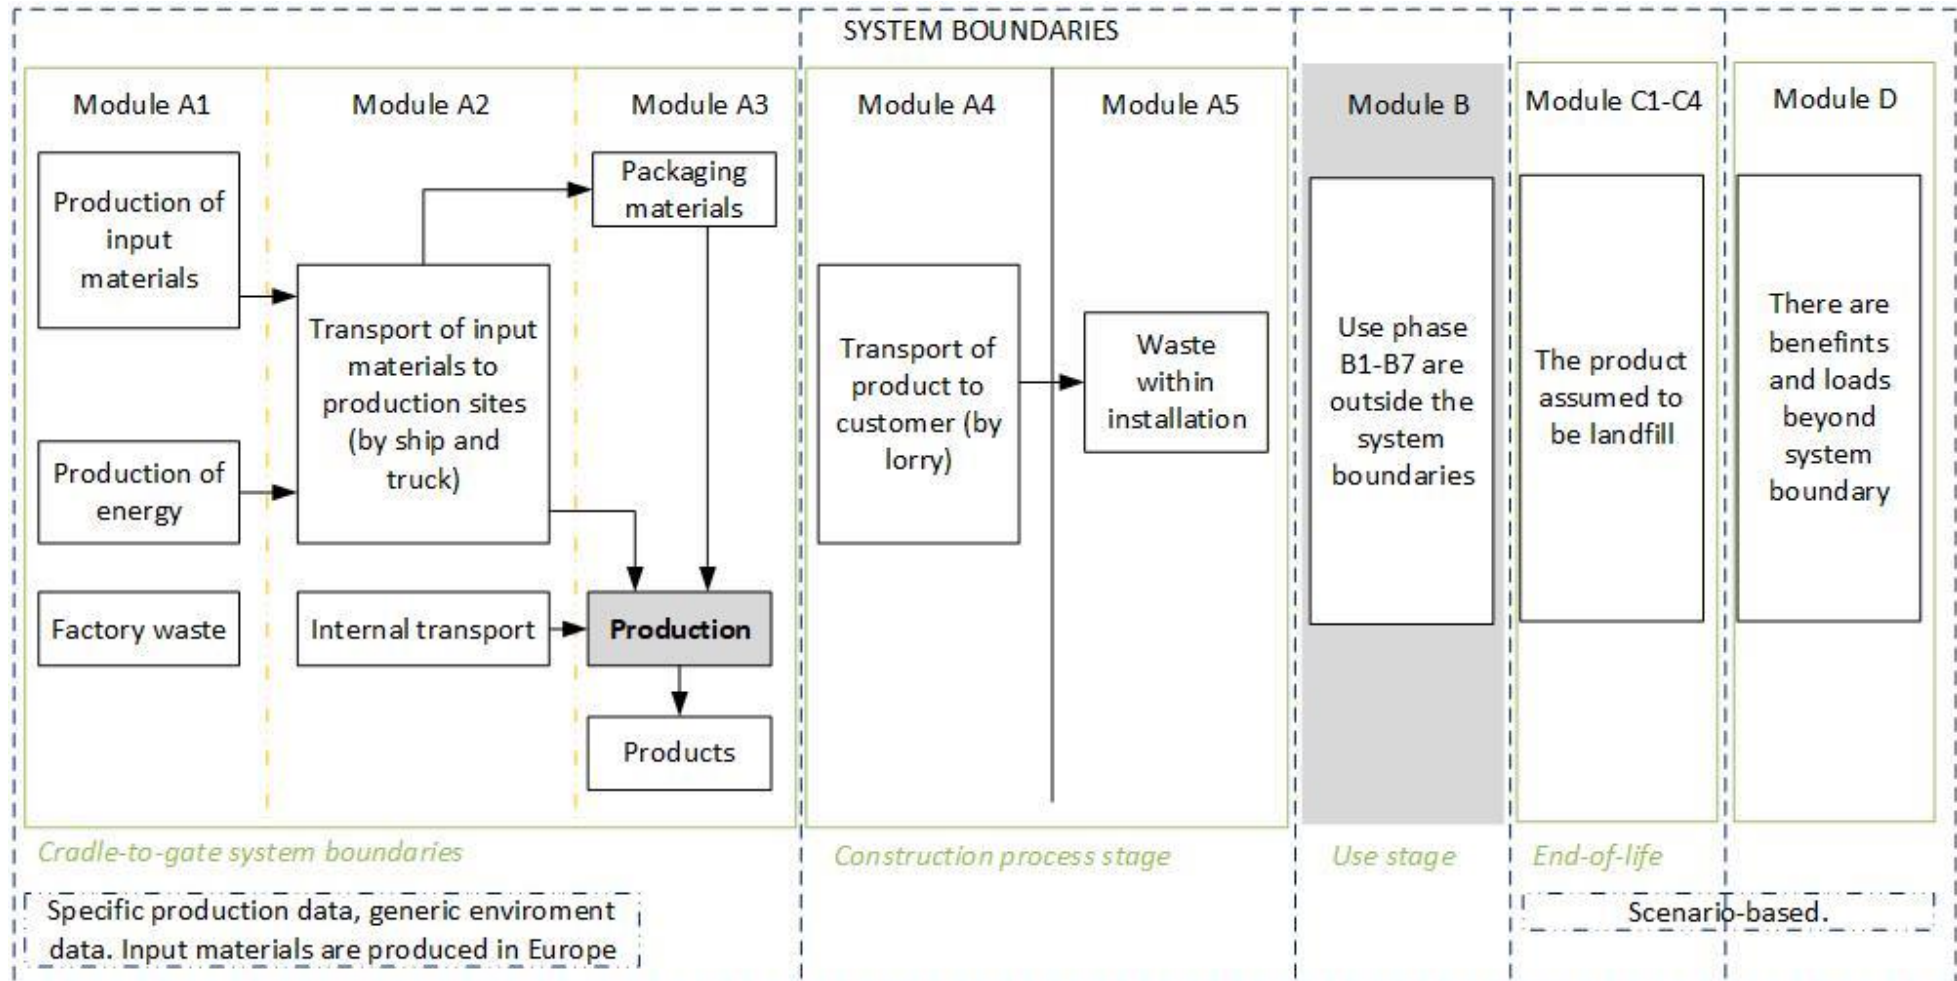 SYSTEM BOUNDARIES
Module A1
Module A2
Module A3
Module A4
Module A5
Module B
Module C1-C4
Module D
Production of
input
materials
Production of
energy
Factory waste
Transport of input
materials to
production sites
(by ship and
truck)
Internal transport
Packaging
materials
Production
Products
Transport of
product to
customer (by
lorry)
Waste
within
installation
Use phase
B1-B7 are
outside the
system
boundaries
The product
assumed to
be landfill
There are
benefints
and loads
beyond
system
boundary
Cradle-to-gate system boundaries
Construction process stage
Use stage
End-of-life
Specific production data, generic enviroment
data. Input materials are produced in Europe
Scenario-based.